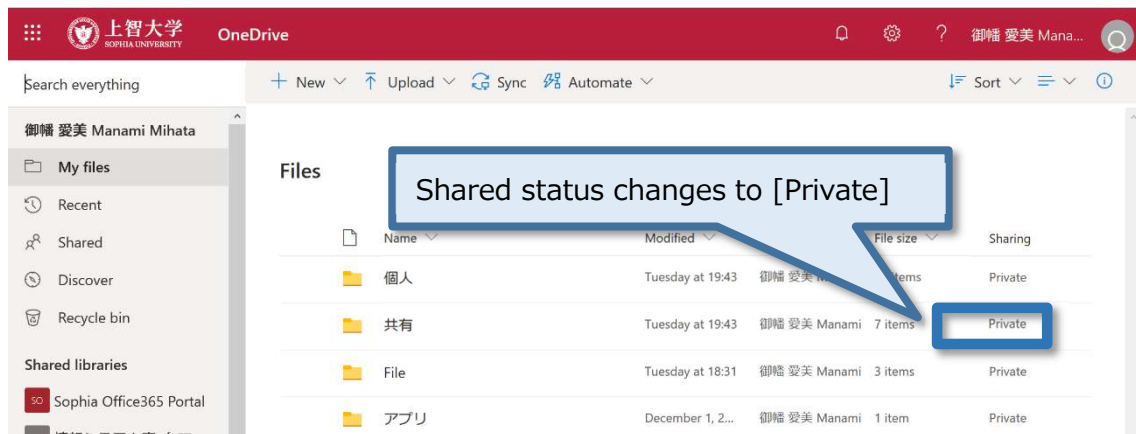 上智大学
SOPHIA UNIVERSITY
OneDrive
? 御幡 愛美 Mana...
Search everything
New Upload Sync Automate
Sort
御幡 愛美 Manami Mihata
My files
Recent
Shared
Discover
Recycle bin
Shared libraries
SO Sophia Office365 Portal
Files
Shared status changes to [Private]
Name Modified File size Sharing
個人 Tuesday at 19:43 御幡 愛美 items Private
共有 Tuesday at 19:43 御幡 愛美 Manami 7 items Private
File Tuesday at 18:31 御幡 愛美 Manami 3 items Private
アプリ December 1, 2... 御幡 愛美 Manami 1 item Private